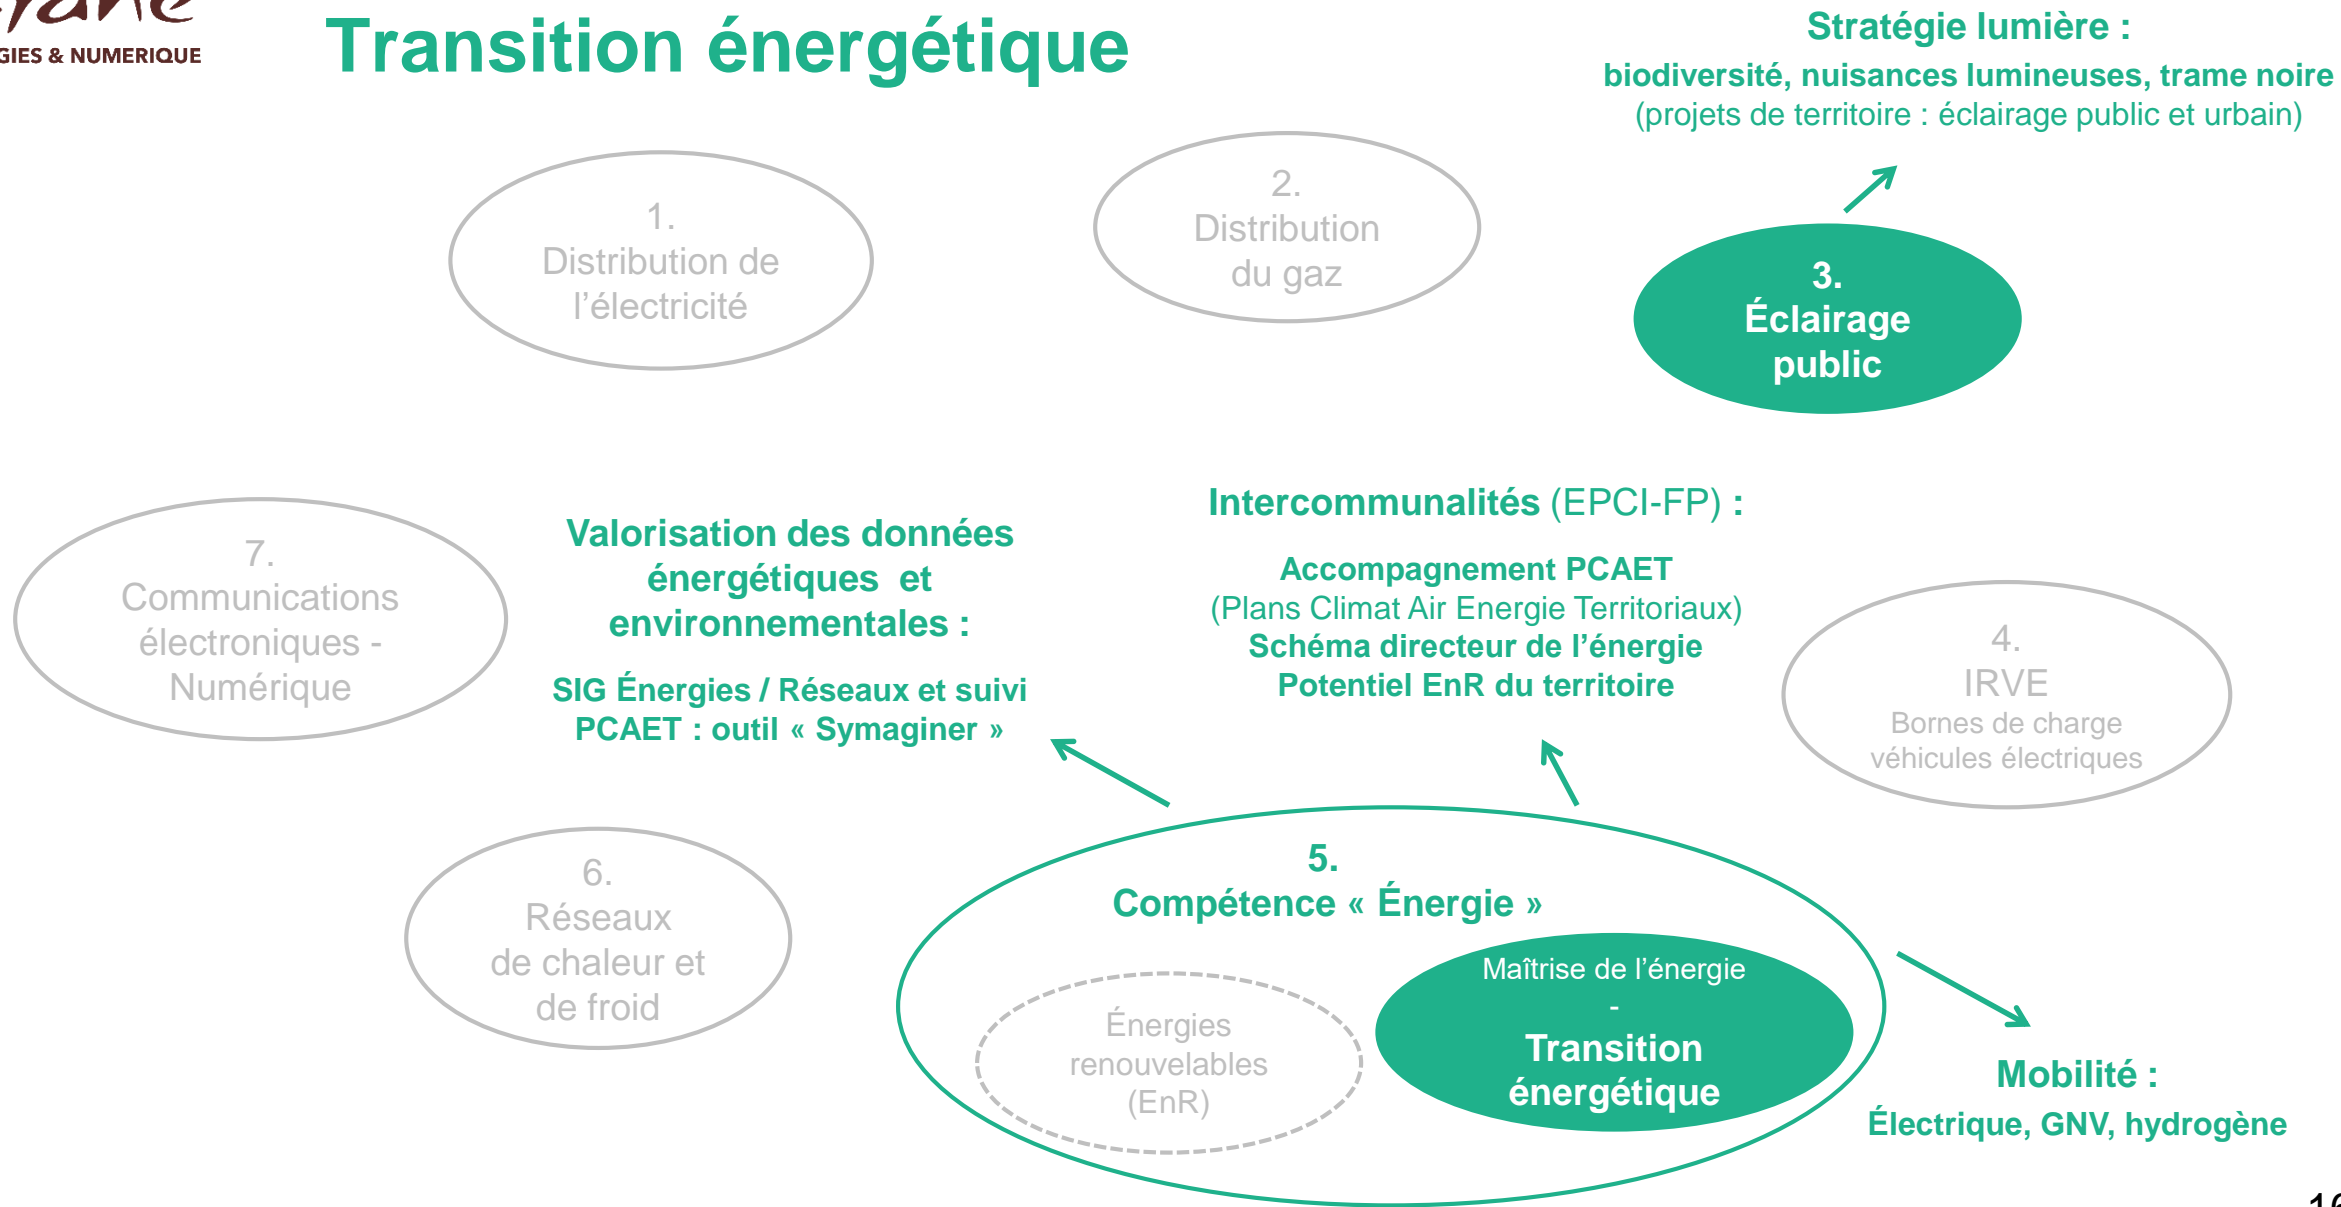 GIES & NUMERIQUE
Transition énergétique
Stratégie lumière :
biodiversité, nuisances lumineuses, trame noire
(projets de territoire : éclairage public et urbain)
1.
Distribution de
l’électricité
2.
Distribution
du gaz
3.
Éclairage
public
7.
Communications
électroniques -
Numérique
Valorisation des données
énergétiques et
environnementales :
SIG Énergies / Réseaux et suivi
PCAET : outil « Symaginer »
Intercommunalités (EPCI-FP) :
Accompagnement PCAET
(Plans Climat Air Energie Territoriaux)
Schéma directeur de l’énergie
Potentiel EnR du territoire
4.
IRVE
Bornes de charge
véhicules électriques
6.
Réseaux
de chaleur et
de froid
5.
Compétence « Énergie »
Énergies
renouvelables
(EnR)
Maîtrise de l’énergie
-
Transition
énergétique
Mobilité :
Électrique, GNV, hydrogène